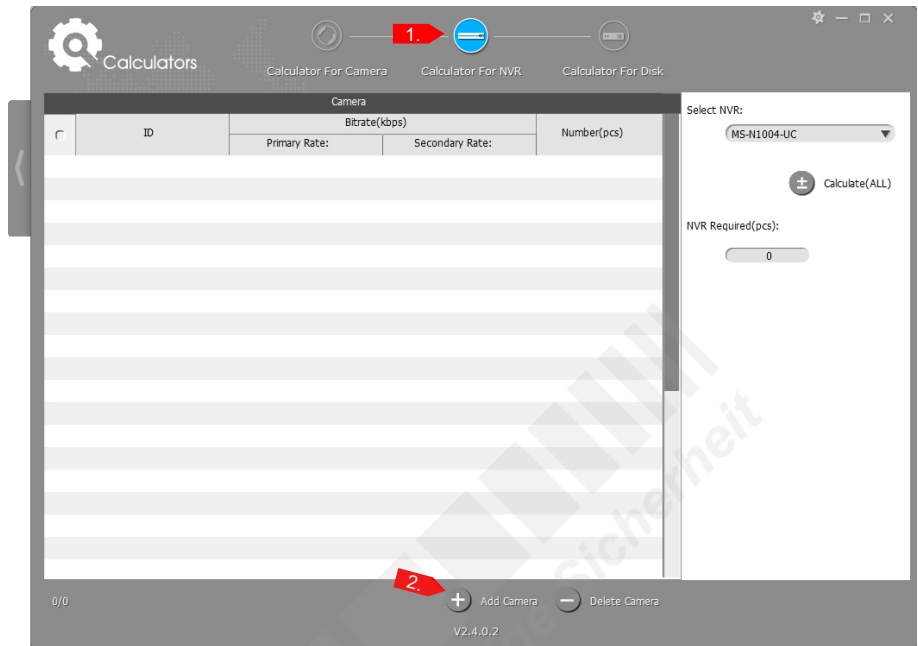 Calculators
1.
Calculator For Camera
Calculator For NVR
Calculator For Disk
Camera
ID
Bitrate(kbps)
Number(pcs)
Primary Rate:
Secondary Rate:
Select NVR:
MS-N1004-UC
Calculate(ALL)
NVR Required(pcs):
0
2.
0/0
Add Camera
Delete Camera
V2.4.0.2
Sicherheit